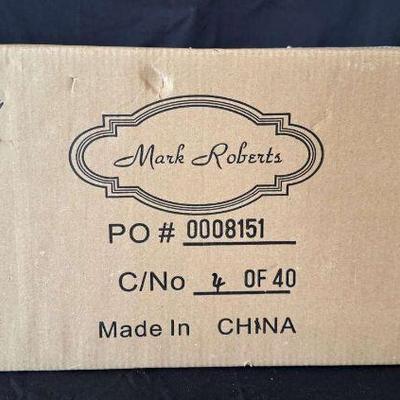 Mark Roberts
PO # 0008151
C/No 4 OF 40
Made In CHINA